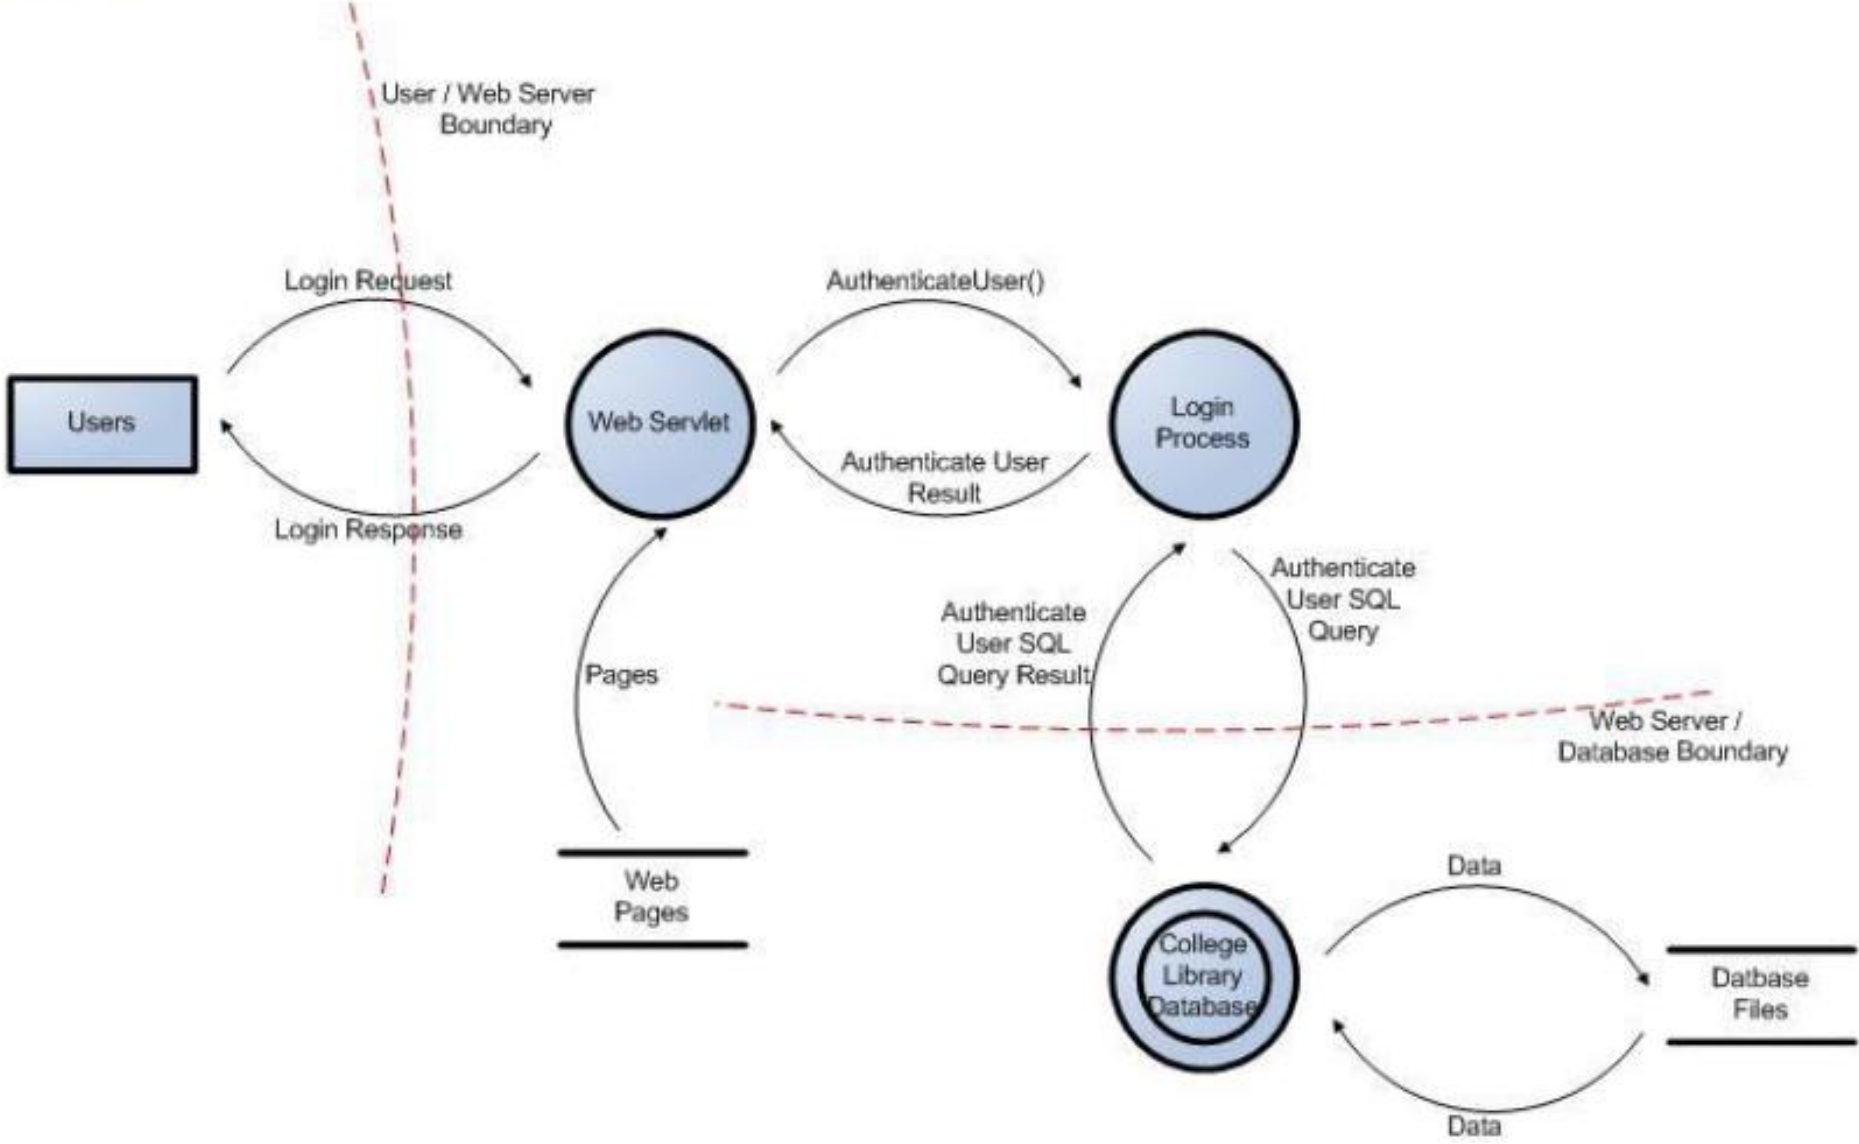 User / Web Server
Boundary
Login Request
AuthenticateUser()
Users
Web Servlet
Login
Process
Authenticate User
Result
Login Response
Authenticate
User SQL
Query
Authenticate
User SQL
Query Result
Pages
Web Server /
Database Boundary
Web
Pages
Data
College
Library
Database
Datbase
Files
Data